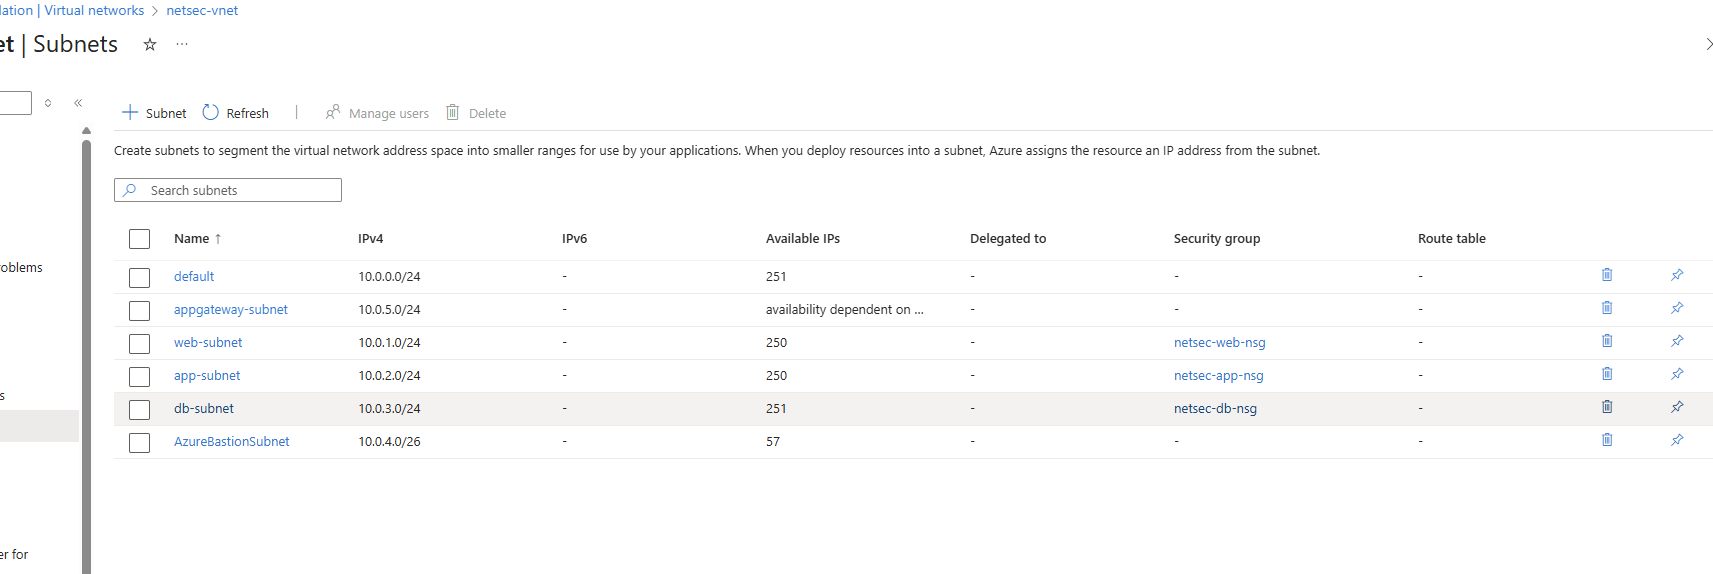 lation | Virtual networks > netsec-vnet
et | Subnets
Subnet Refresh | Manage users Delete
Create subnets to segment the virtual network address space into smaller ranges for use by your applications. When you deploy resources into a subnet, Azure assigns the resource an IP address from the subnet.
Search subnets
Name ↑ IPv4 IPv6 Available IPs Delegated to Security group Route table
roblems
default 10.0.0.0/24 - 251 - - -
appgateway-subnet 10.0.5.0/24 - availability dependent on ... - - -
web-subnet 10.0.1.0/24 - 250 - netsec-web-nsg -
app-subnet 10.0.2.0/24 - 250 - netsec-app-nsg -
s
db-subnet 10.0.3.0/24 - 251 - netsec-db-nsg -
AzureBastionSubnet 10.0.4.0/26 - 57 - - -
er for